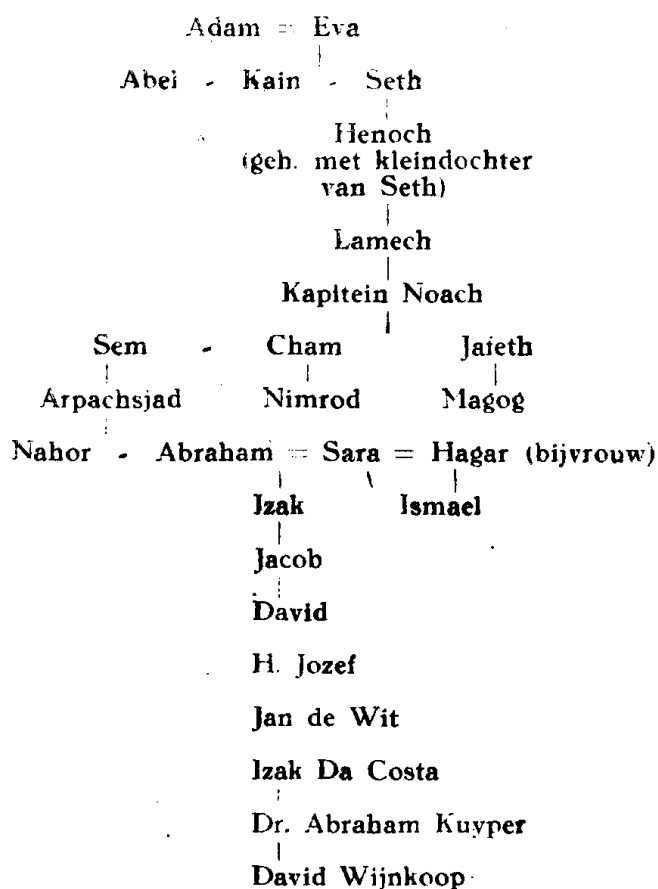 Adam = Eva
Abel - Kain - Seth
Henoch
(geh. met kleindochter
van Seth)
Lamech
Kapitein Noach
Sem - Cham Jafeth
Arpachsjad Nimrod Magog
Nahor - Abraham = Sara = Hagar (bijvrouw)
Izak Ismael
Jacob
David
H. Jozef
Jan de Wit
Izak Da Costa
Dr. Abraham Kuyper
David Wijnkoop